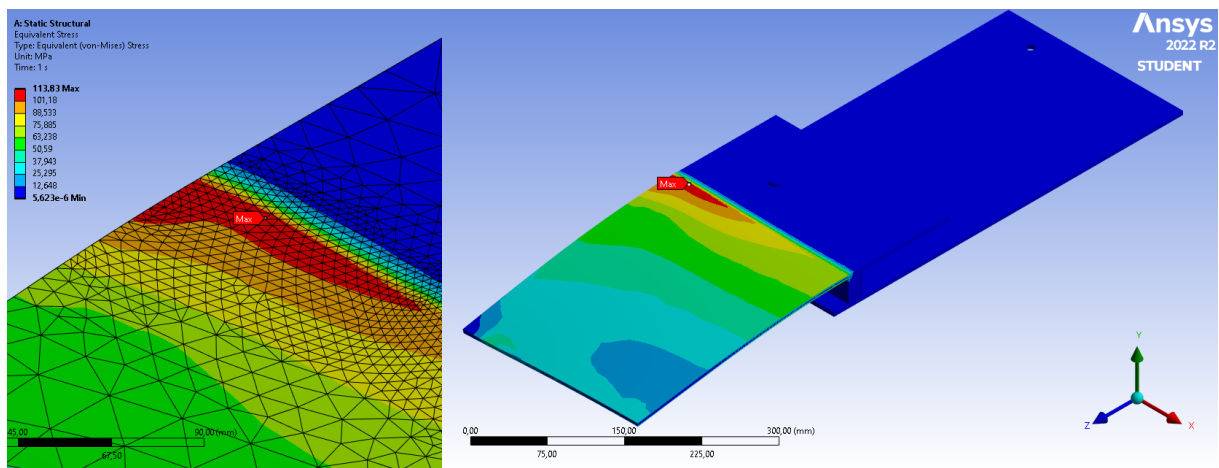 A: Static Structural
Equivalent Stress
Type: Equivalent (von-Mises) Stress
Unit: MPa
Time: 1 s
113,83 Max
101,18
88,533
75,885
63,238
50,59
37,943
25,295
12,648
5,623e-6 Min
Max
45,00
90,00 (mm)
67,50
Ansys
2022 R2
STUDENT
Max
0,00
150,00
300,00 (mm)
75,00
225,00
Y
Z
X